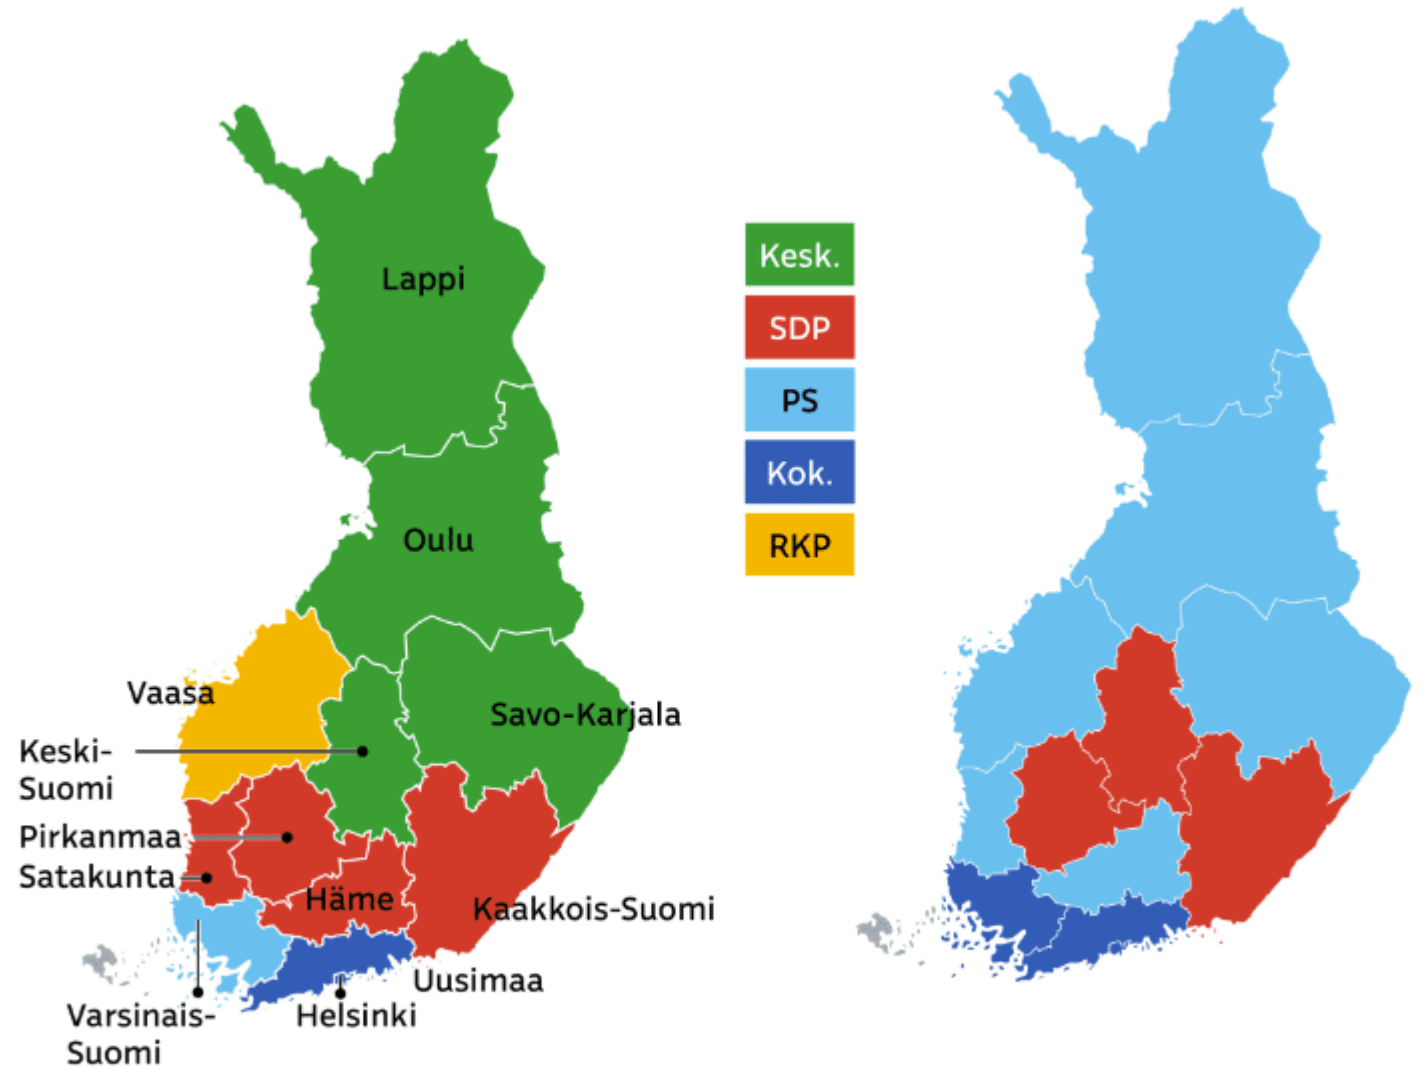 Lappi
Oulu
Vaasa
Savo-Karjala
Keski-
Suomi
Pirkanmaa
Satakunta
Häme
Kaakkois-Suomi
Uusimaa
Helsinki
Varsinais-
Suomi
Kesk.
SDP
PS
Kok.
RKP